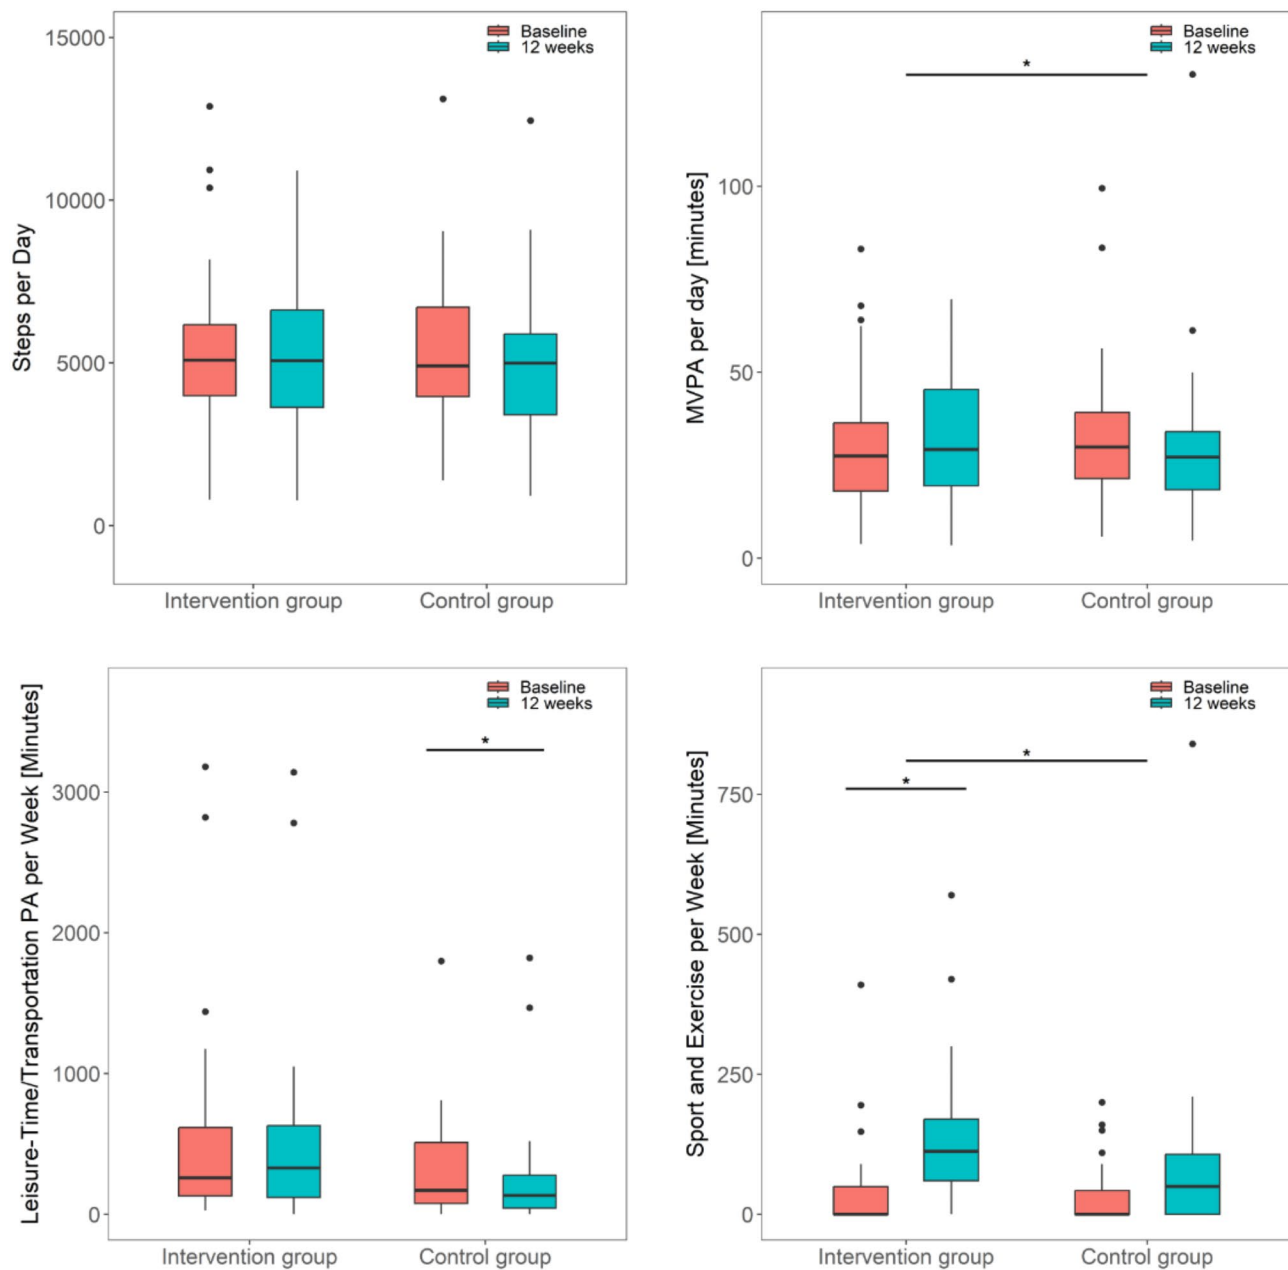 Steps per Day
15000
10000
5000
0
Baseline
12 weeks
Intervention group
Control group
MVPA per day [minutes]
100
50
0
Baseline
12 weeks
*
Intervention group
Control group
Leisure-Time/Transportation PA per Week [Minutes]
3000
2000
1000
0
Baseline
12 weeks
*
Intervention group
Control group
Sport and Exercise per Week [Minutes]
750
500
250
0
Baseline
12 weeks
*
*
Intervention group
Control group